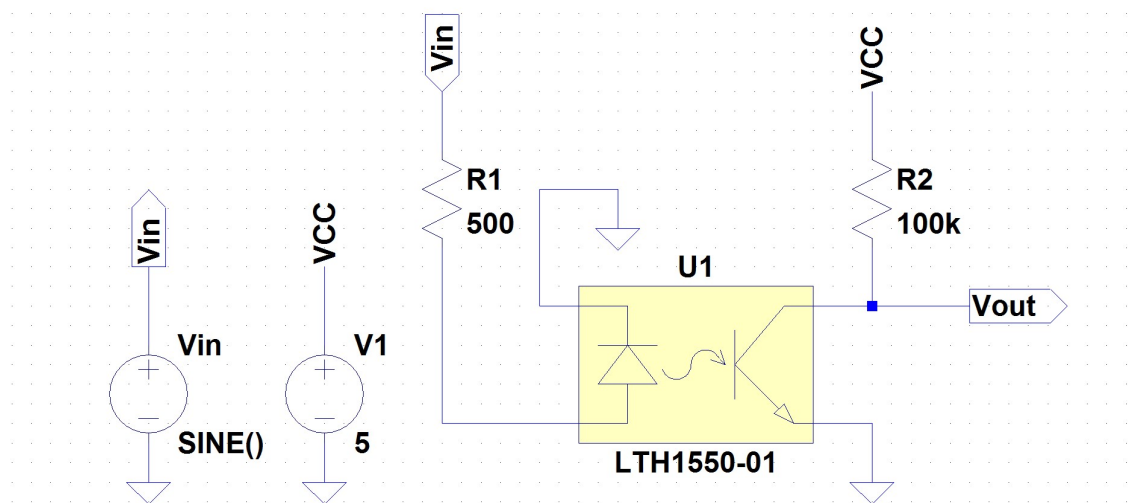 Vin
VCC
R1
500
R2
100k
Vin
VCC
U1
Vout
Vin
V1
SINE()
5
LTH1550-01